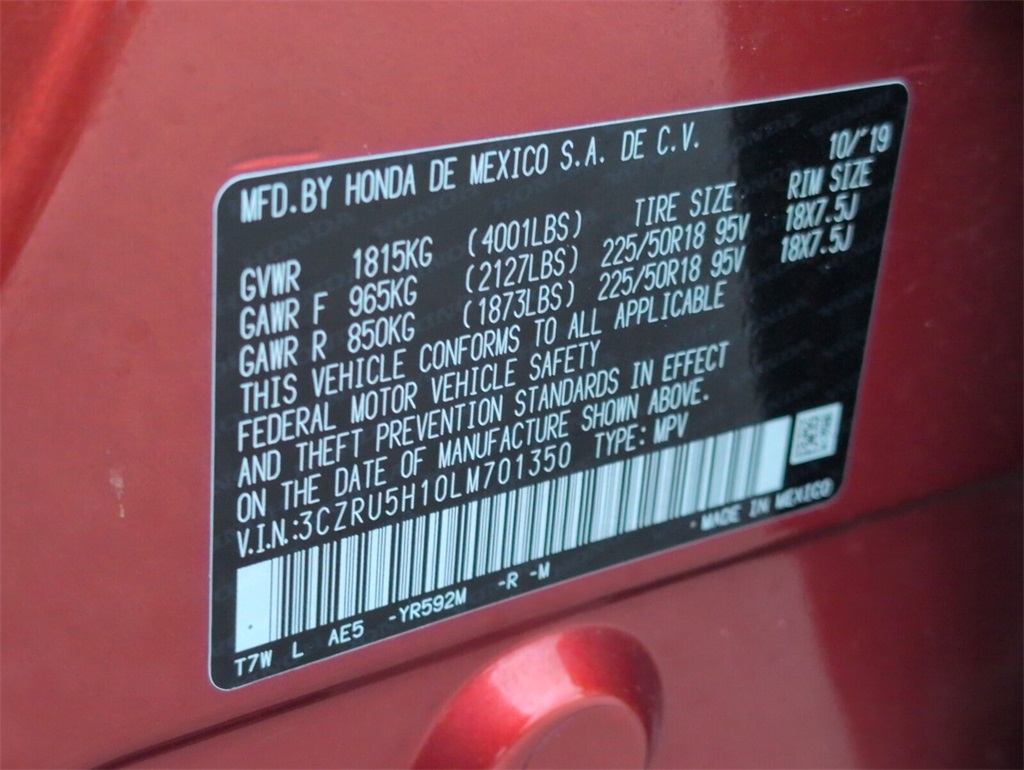 MFD.BY HONDA DE MEXICO S.A. DE C.V. 10/'19
TIRE SIZE RIM SIZE
GVWR 1815KG (4001LBS)
GAWR F 965KG (2127LBS) 225/50R18 95V 18X7.5J
GAWR R 850KG (1873LBS) 225/50R18 95V 18X7.5J
THIS VEHICLE CONFORMS TO ALL APPLICABLE
FEDERAL MOTOR VEHICLE SAFETY
AND THEFT PREVENTION STANDARDS IN EFFECT
ON THE DATE OF MANUFACTURE SHOWN ABOVE.
V.I.N.:3CZRU5H10LM701350 TYPE:MPV
MADE IN MEXICO
T7W L AE5 -YR592M -R -M